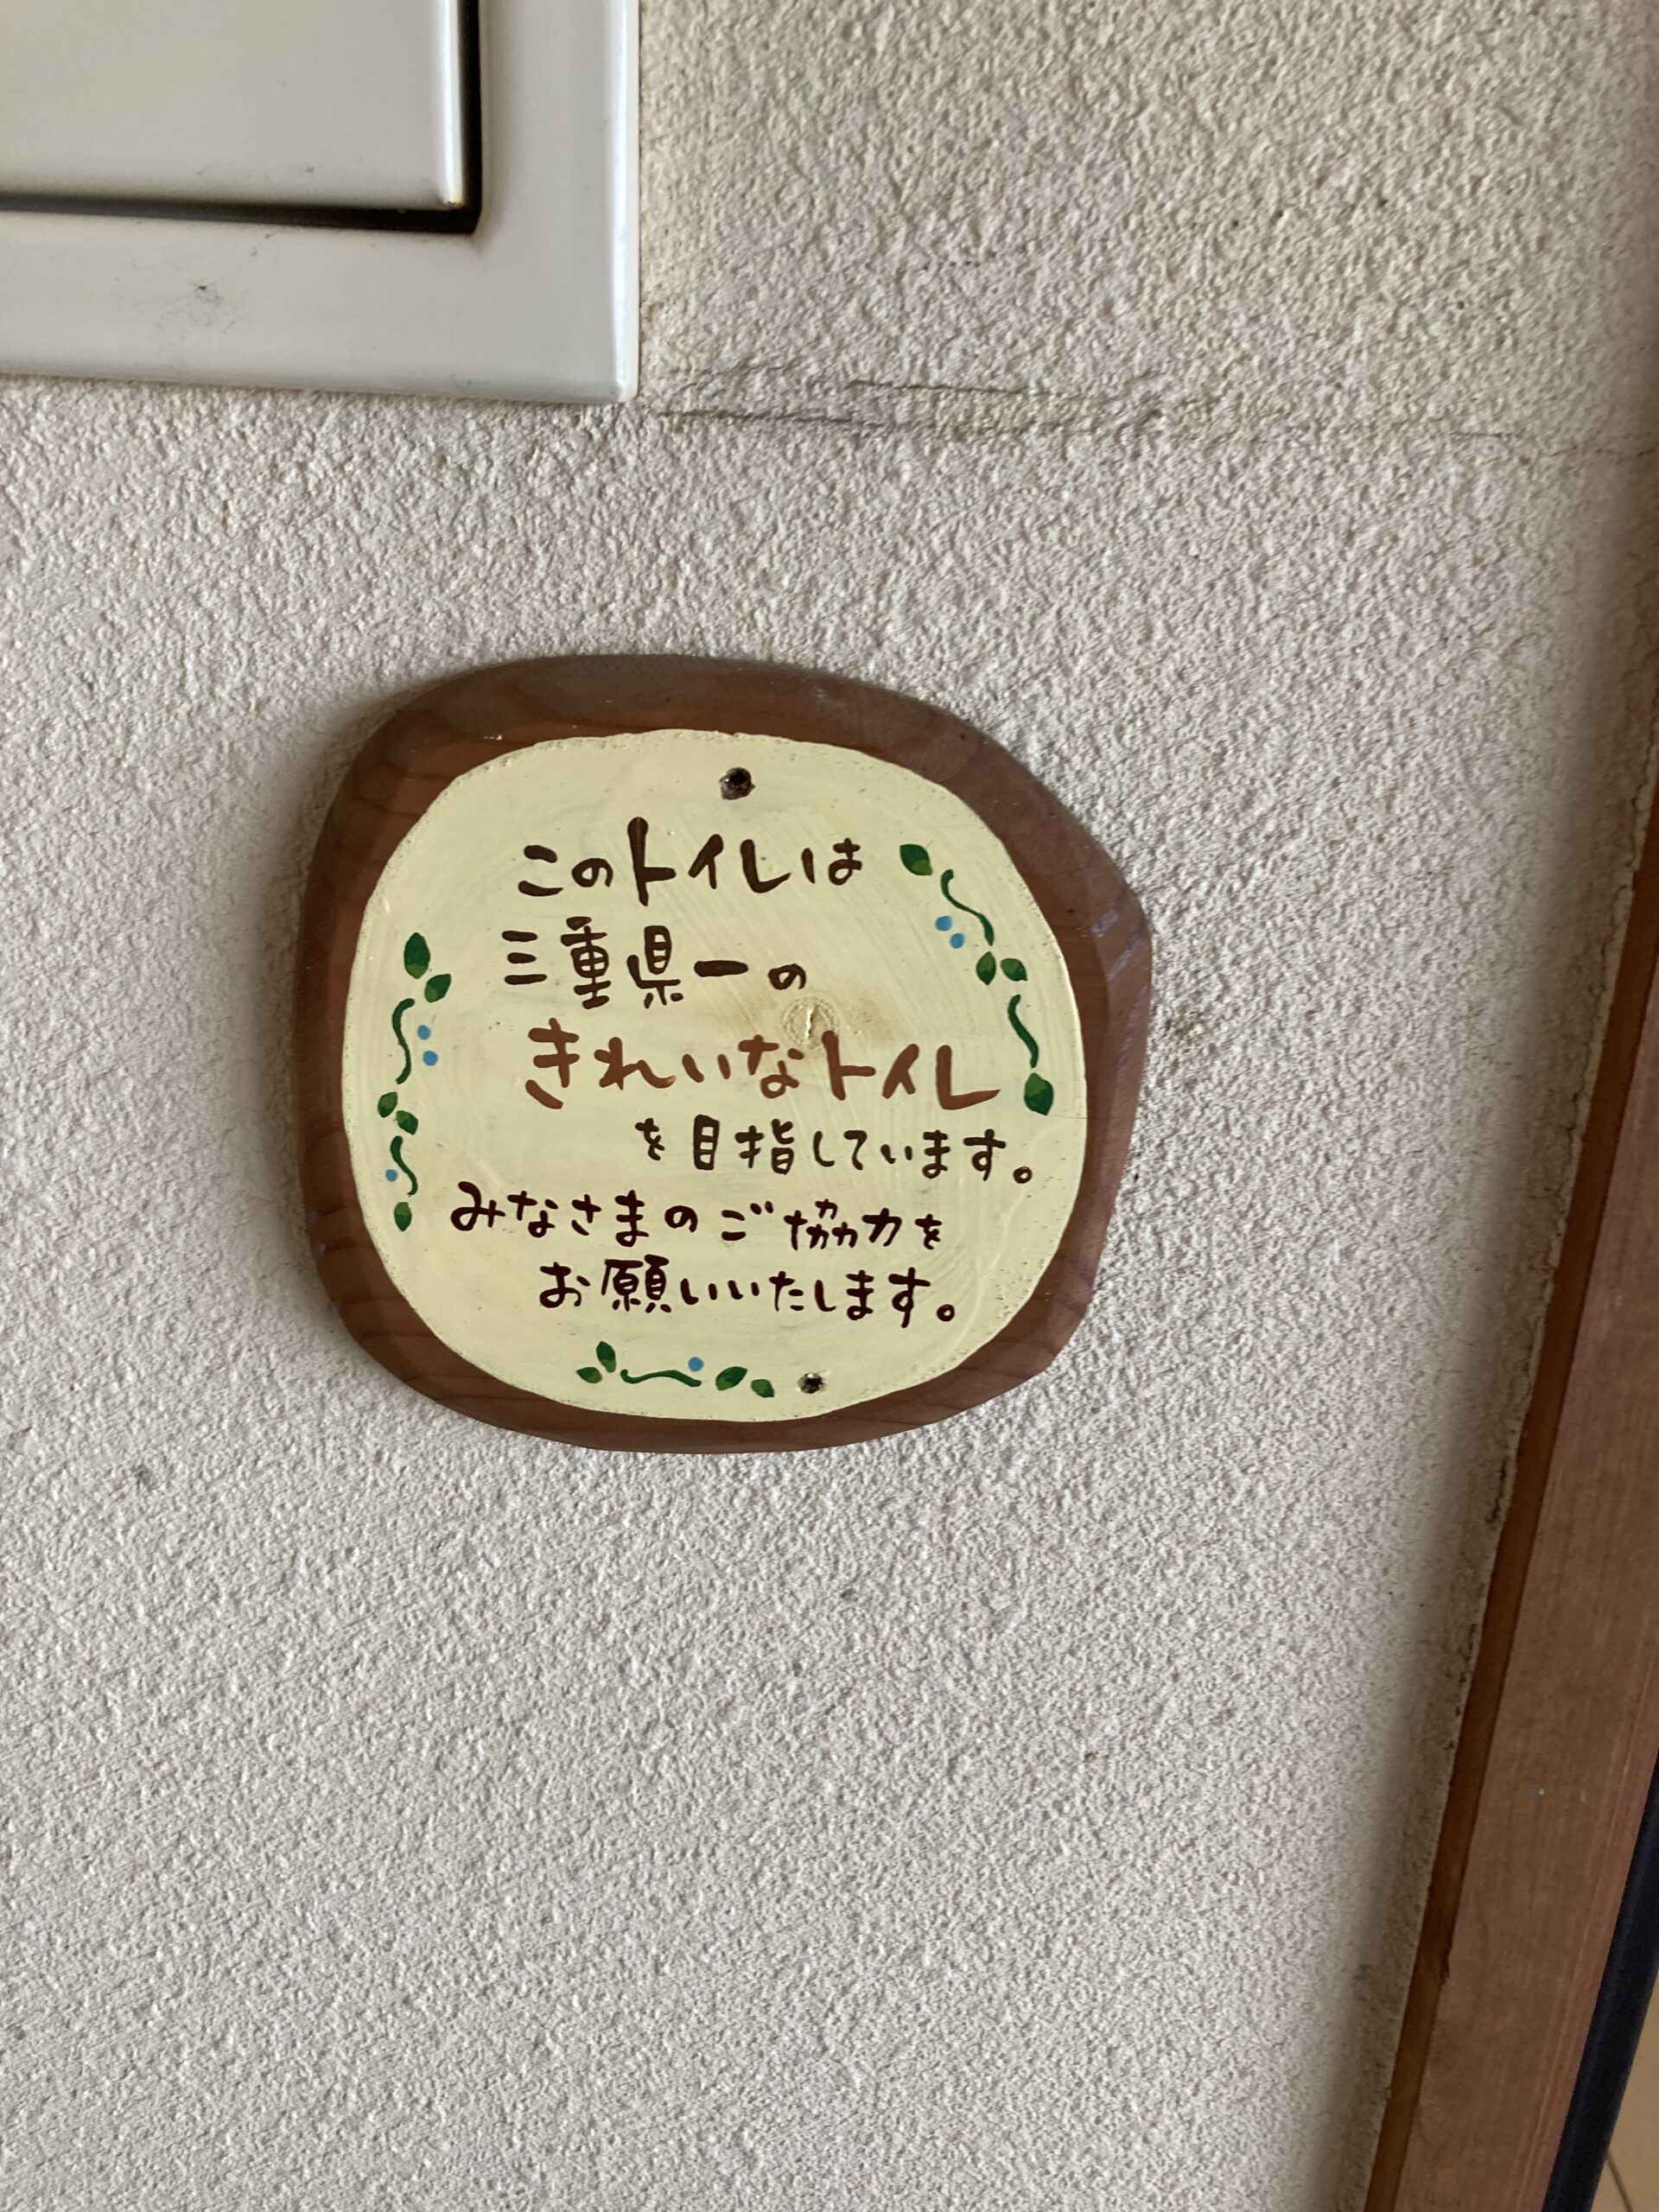 このトイレは
三重県一の
きれいなトイレ
を目指しています。
みなさまのご協力を
お願いいたします。